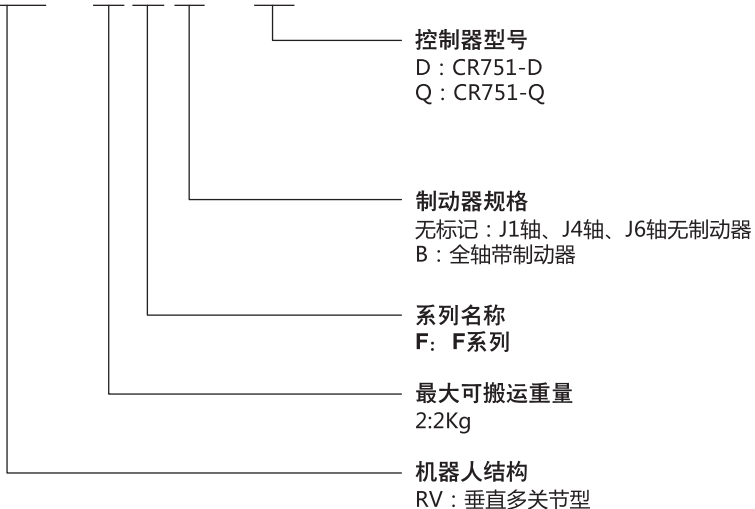 控制器型号
D：CR751-D
Q：CR751-Q
制动器规格
无标记：J1轴、J4轴、J6轴无制动器
B：全轴带制动器
系列名称
F：F系列
最大可搬运重量
2:2Kg
机器人结构
RV：垂直多关节型